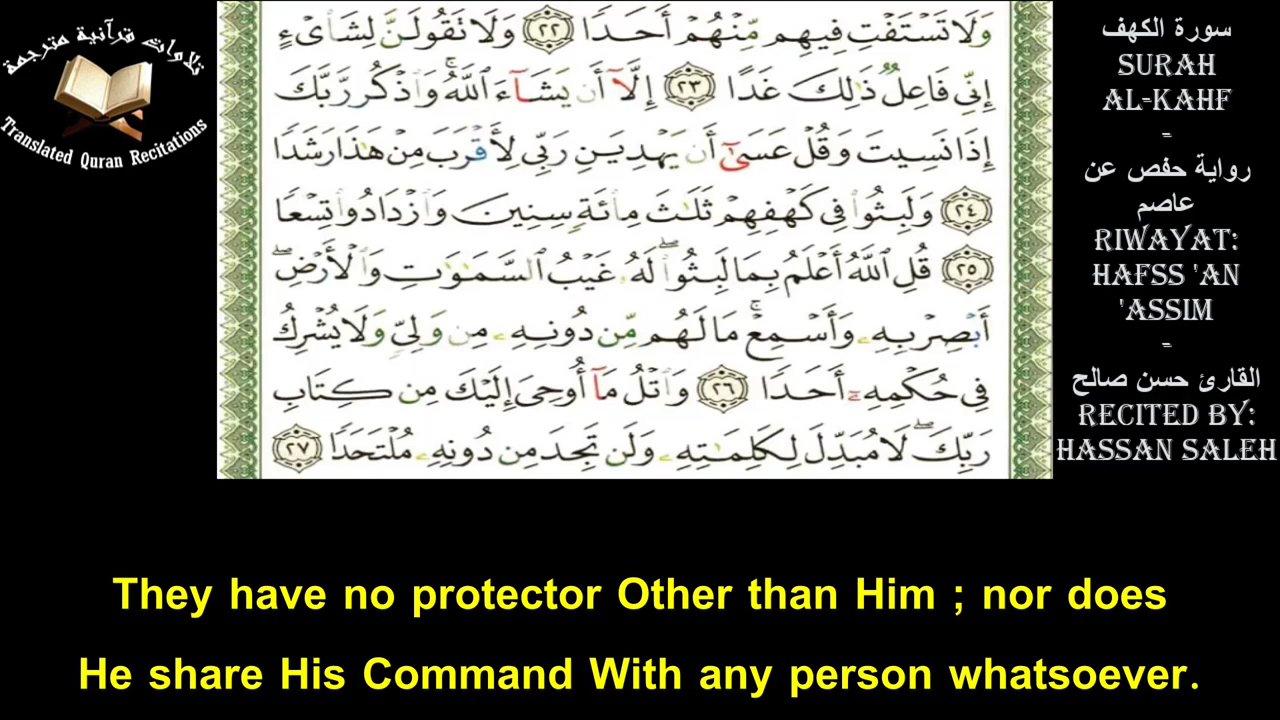 تلاوات قرآنية مترجمة
Translated Quran Recitations
وَلَا تَسْتَفْتِ فِيهِم مِّنْهُمْ أَحَدًا ٢٢ وَلَا تَقُولَنَّ لِشَا۟ىْءٍ
إِنِّى فَاعِلٌ ذَٰلِكَ غَدًا ٢٣ إِلَّآ أَن يَشَآءَ ٱللَّهُ ۚ وَٱذْكُر رَّبَّكَ
إِذَا نَسِيتَ وَقُلْ عَسَىٰٓ أَن يَهْدِيَنِ رَبِّى لِأَقْرَبَ مِنْ هَٰذَا رَشَدًا
٢٤ وَلَبِثُوا۟ فِى كَهْفِهِمْ ثَلَٰثَ مِا۟ئَةٍ سِنِينَ وَٱزْدَادُوا۟ تِسْعًا
٢٥ قُلِ ٱللَّهُ أَعْلَمُ بِمَا لَبِثُوا۟ ۖ لَهُۥ غَيْبُ ٱلسَّمَٰوَٰتِ وَٱلْأَرْضِ ۖ
أَبْصِرْ بِهِۦ وَأَسْمِعْ ۚ مَا لَهُم مِّن دُونِهِۦ مِن وَلِىٍّ وَلَا يُشْرِكُ
فِى حُكْمِهِۦٓ أَحَدًا ٢٦ وَٱتْلُ مَآ أُوحِىَ إِلَيْكَ مِن كِتَابِ
رَبِّكَ ۖ لَا مُبَدِّلَ لِكَلِمَٰتِهِۦ وَلَن تَجِدَ مِن دُونِهِۦ مُلْتَحَدًا ٢٧
سورة الكهف
SURAH
AL-KAHF
-
رواية حفص عن
عاصم
RIWAYAT:
HAFSS 'AN
'ASSIM
-
القارئ حسن صالح
RECITED BY:
HASSAN SALEH
They have no protector Other than Him ; nor does
He share His Command With any person whatsoever.